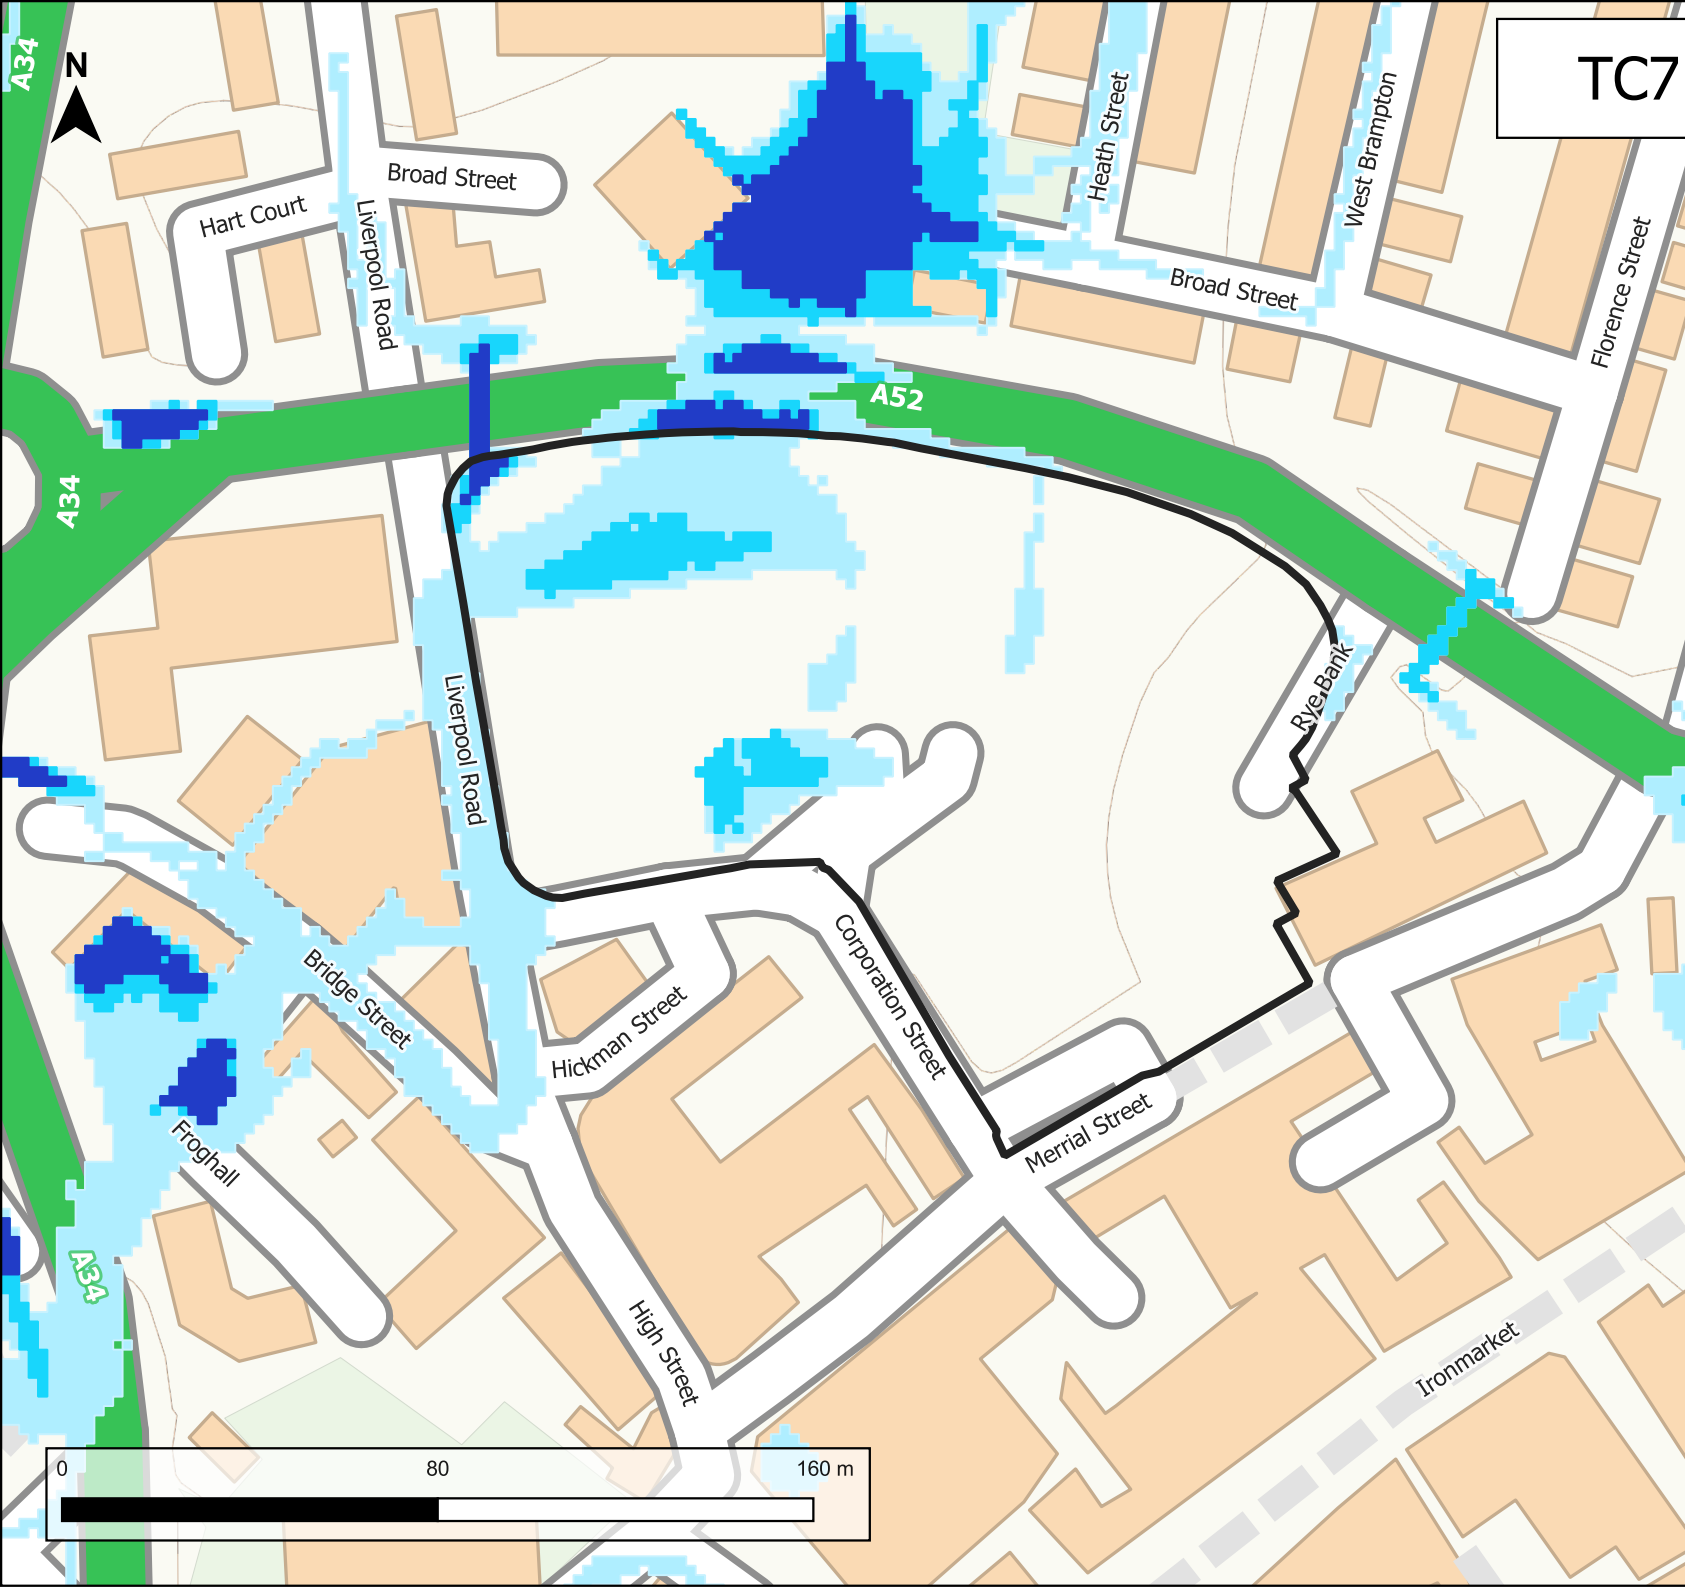 A34
N
TC7
Heath Street
West Brampton
Broad Street
Hart Court
Liverpool Road
Broad Street
Florence Street
A52
A34
Rye Bank
Liverpool Road
Corporation Street
Bridge Street
Hickman Street
Merrial Street
Froghall
A34
High Street
Ironmarket
0 80 160 m